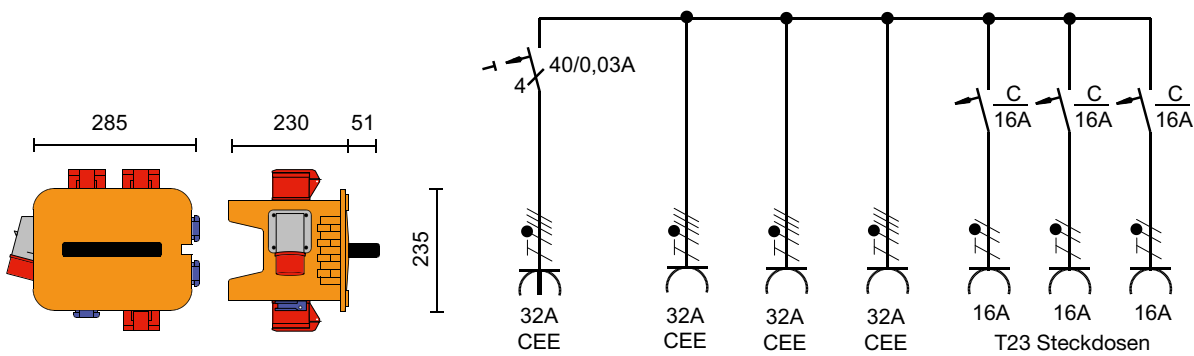 285
230
51
235
40/0,03A
4
C
16A
C
16A
C
16A
32A
CEE
32A
CEE
32A
CEE
32A
CEE
16A
16A
16A
T23 Steckdosen